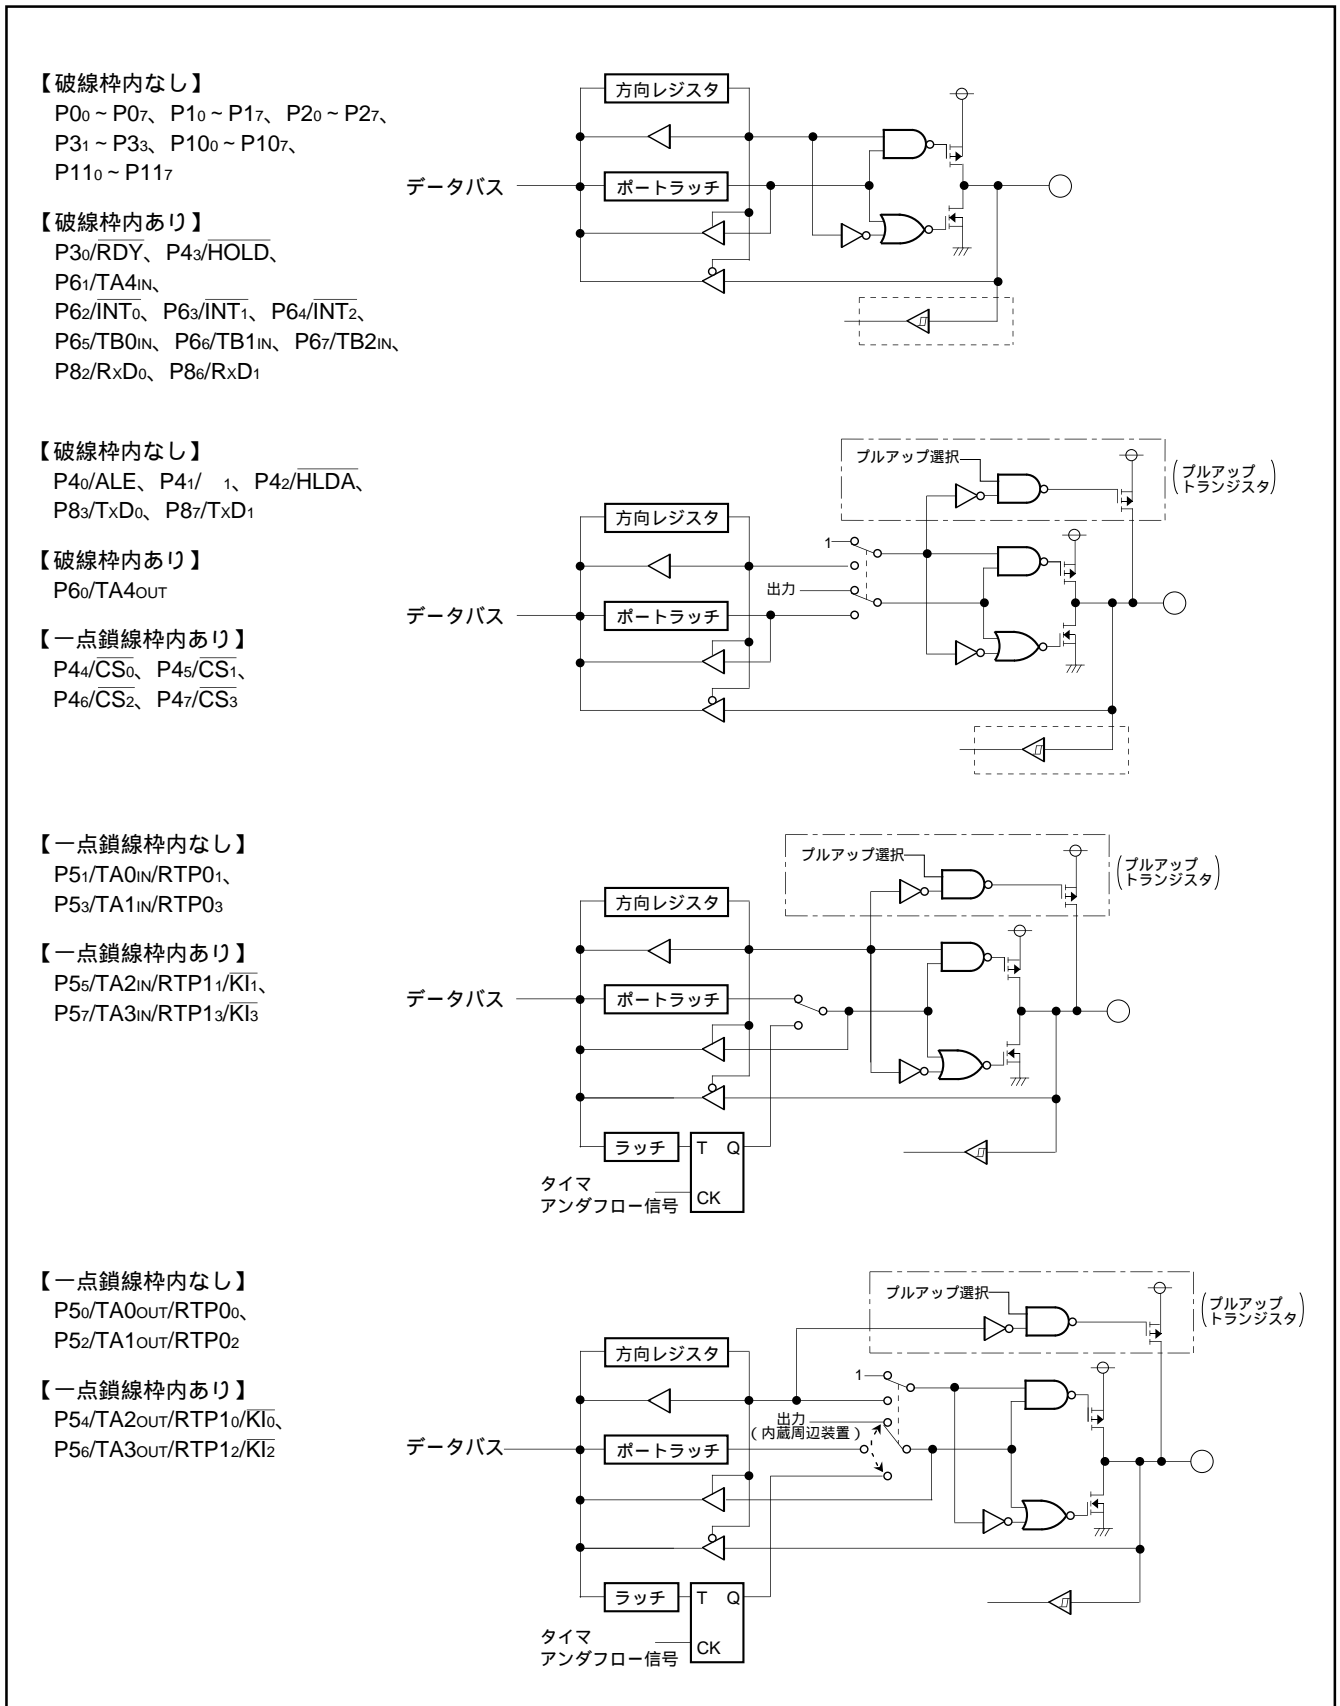 【破線枠内なし】
P00 ~ P07、P10 ~ P17、P20 ~ P27、
P31 ~ P33、P100 ~ P107、
P110 ~ P117
【破線枠内あり】
P30/RDY、P43/HOLD、
P61/TA4IN、
P62/INT0、P63/INT1、P64/INT2、
P65/TB0IN、P66/TB1IN、P67/TB2IN、
P82/RxD0、P86/RxD1
方向レジスタ
データバス
ポートラッチ
【破線枠内なし】
P40/ALE、P41/ 1、P42/HLDA、
P83/TxD0、P87/TxD1
【破線枠内あり】
P60/TA4OUT
【一点鎖線枠内あり】
P44/CS0、P45/CS1、
P46/CS2、P47/CS3
プルアップ選択
(プルアップ
トランジスタ)
方向レジスタ
1
出力
データバス
ポートラッチ
【一点鎖線枠内なし】
P51/TA0IN/RTP01、
P53/TA1IN/RTP03
【一点鎖線枠内あり】
P55/TA2IN/RTP11/KI1、
P57/TA3IN/RTP13/KI3
プルアップ選択
(プルアップ
トランジスタ)
方向レジスタ
データバス
ポートラッチ
ラッチ
T Q
CK
タイマ
アンダフロー信号
【一点鎖線枠内なし】
P50/TA0OUT/RTP00、
P52/TA1OUT/RTP02
【一点鎖線枠内あり】
P54/TA2OUT/RTP10/KI0、
P56/TA3OUT/RTP12/KI2
プルアップ選択
(プルアップ
トランジスタ)
方向レジスタ
1
出力
(内蔵周辺装置)
データバス
ポートラッチ
ラッチ
T Q
CK
タイマ
アンダフロー信号